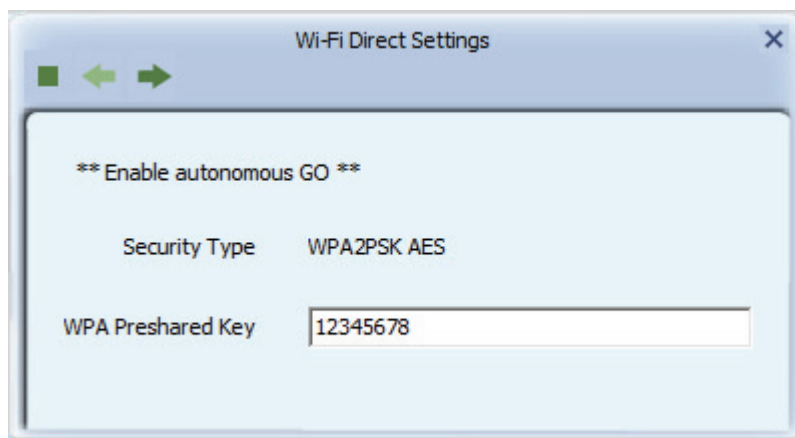 Wi-Fi Direct Settings
** Enable autonomous GO **
Security Type WPA2PSK AES
WPA Preshared Key 12345678